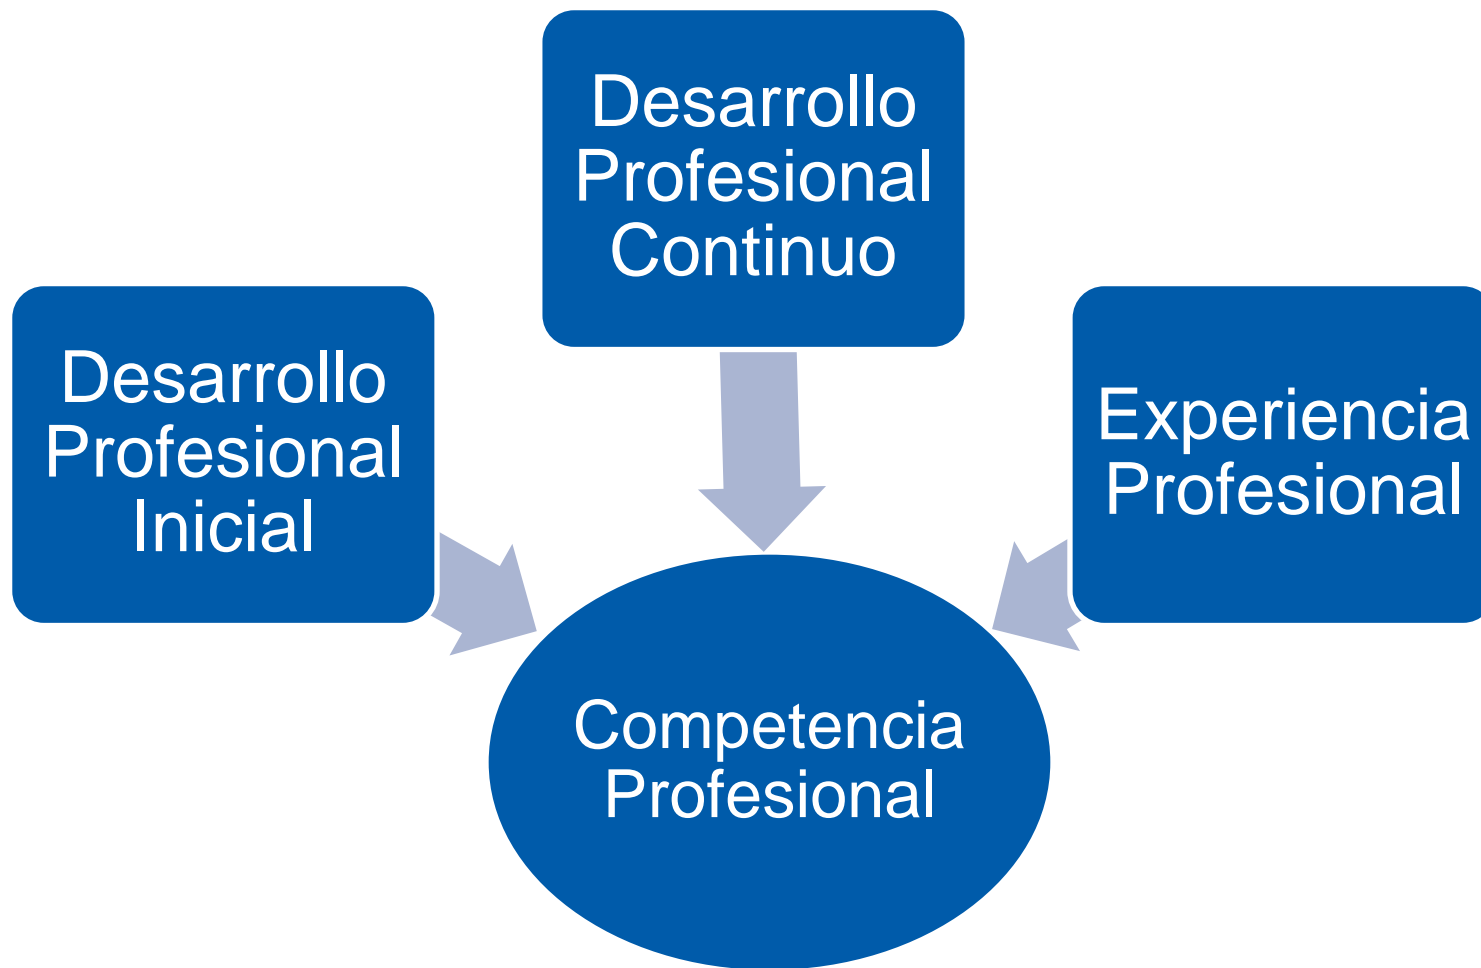 Desarrollo
Profesional
Continuo
Desarrollo
Profesional
Inicial
Experiencia
Profesional
Competencia
Profesional